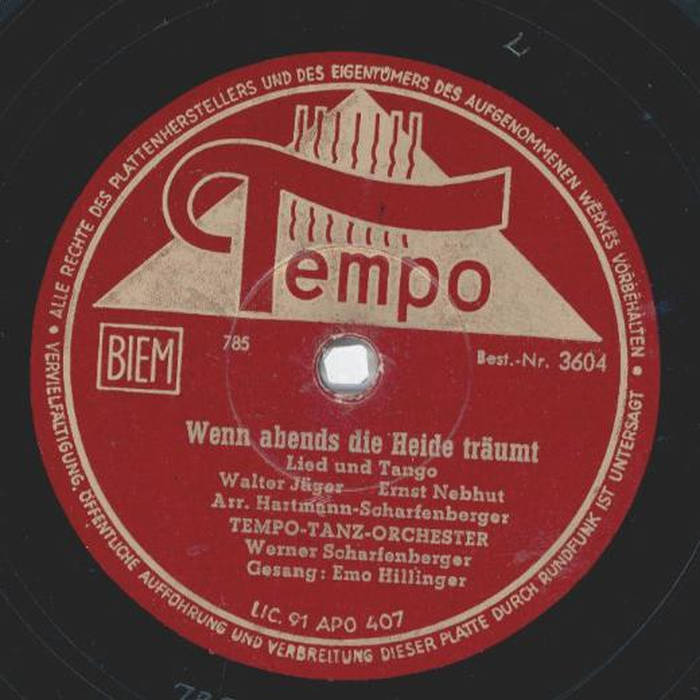 ALLE RECHTE DES PLATTENHERSTELLERS UND DES EIGENTÜMERS DES AUFGENOMMENEN WERKES VORBEHALTEN •
Tempo
BIEM
785
Best.-Nr. 3604
Wenn abends die Heide träumt
Lied und Tango
Walter Jäger Ernst Nebhut
Arr. Hartmann-Scharfenberger
TEMPO-TANZ-ORCHESTER
Werner Scharfenberger
Gesang: Emo Hillinger
LIC. 91 APO 407
• VERVIELFÄLTIGUNG, ÖFFENTLICHE AUFFÜHRUNG UND VERBREITUNG DIESER PLATTE DURCH RUNDFUNK IST UNTERSAGT